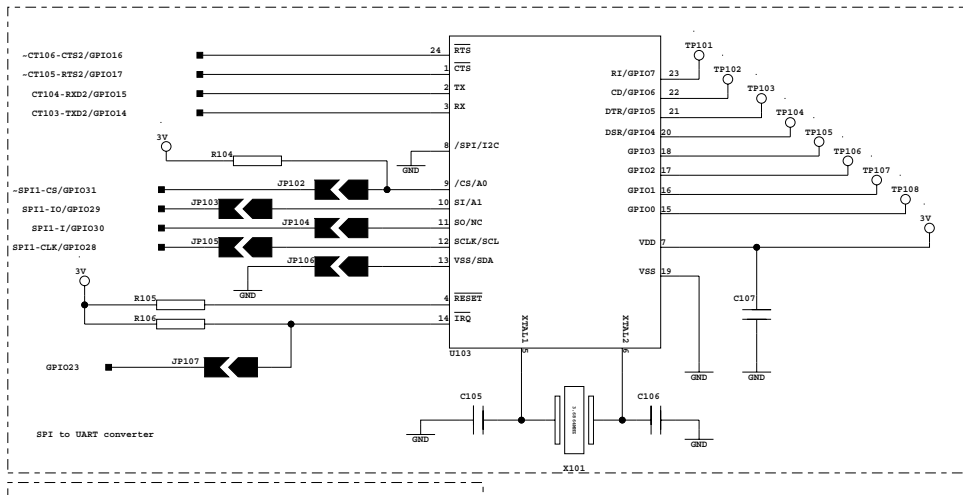 ~CT106-CTS2/GPIO16
24 RTS
~CT105-RTS2/GPIO17
1 CTS
CT104-RXD2/GPIO15
2 TX
CT103-TXD2/GPIO14
3 RX
TP101
RI/GPIO7 23
TP102
CD/GPIO6 22
TP103
DTR/GPIO5 21
TP104
DSR/GPIO4 20
TP105
GPIO3 18
TP106
GPIO2 17
TP107
GPIO1 16
TP108
GPIO0 15
3V
R104
GND
8 /SPI/I2C
~SPI1-CS/GPIO31
JP102
9 /CS/A0
SPI1-IO/GPIO29
JP103
10 SI/A1
SPI1-I/GPIO30
JP104
11 SO/NC
SPI1-CLK/GPIO28
JP105
12 SCLK/SCL
JP106
13 VSS/SDA
GND
3V
VDD 7
VSS 19
3V
R105
4 RESET
R106
14 IRQ
C107
GPIO23
JP107
U103
XTAL1
5
XTAL2
6
GND
GND
C105
C106
GND
GND
X101
SPI to UART converter